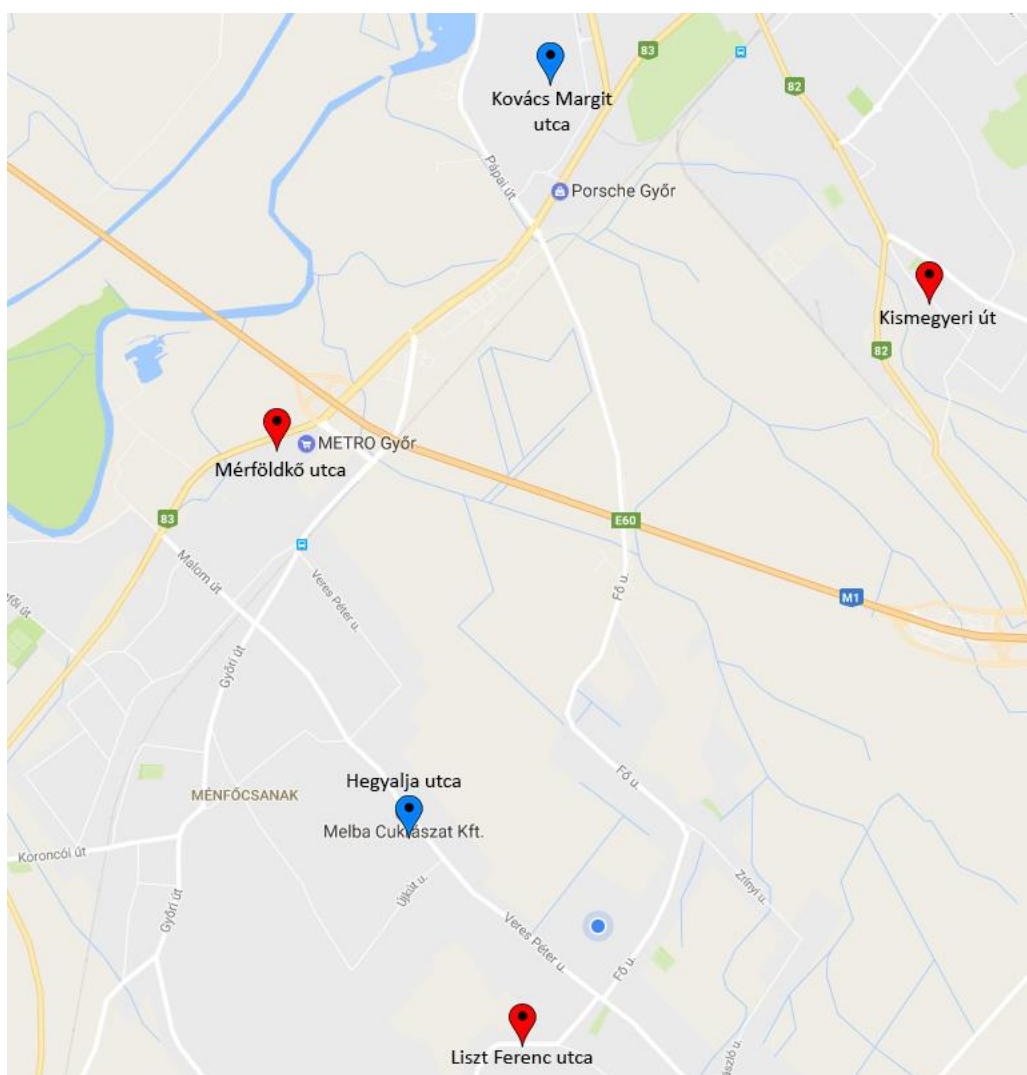 83
Kovács Margit
utca
82
Pápai út
Porsche Győr
Kismegyeri út
82
METRO Győr
Mérföldkő utca
83
E60
Malom út
Veres Péter u.
Fő u.
M1
Győri út
Fő u.
Hegyalja utca
MÉNFŐCSANAK
Melba Cukrászat Kft.
Koroncói út
Újkút u.
Zrínyi u.
Győri út
Veres Péter u.
Fő u.
Liszt Ferenc utca